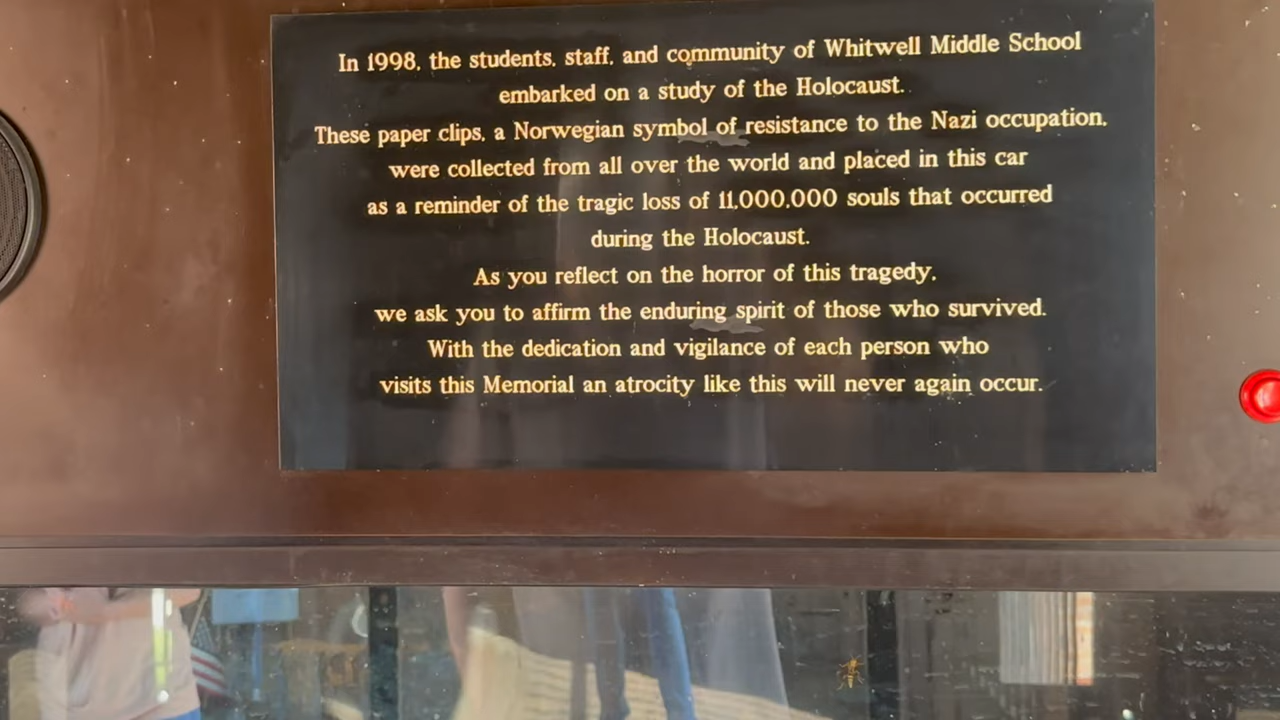 In 1998, the students, staff, and community of Whitwell Middle School
embarked on a study of the Holocaust.
These paper clips, a Norwegian symbol of resistance to the Nazi occupation,
were collected from all over the world and placed in this car
as a reminder of the tragic loss of 11,000,000 souls that occurred
during the Holocaust.
As you reflect on the horror of this tragedy,
we ask you to affirm the enduring spirit of those who survived.
With the dedication and vigilance of each person who
visits this Memorial an atrocity like this will never again occur.